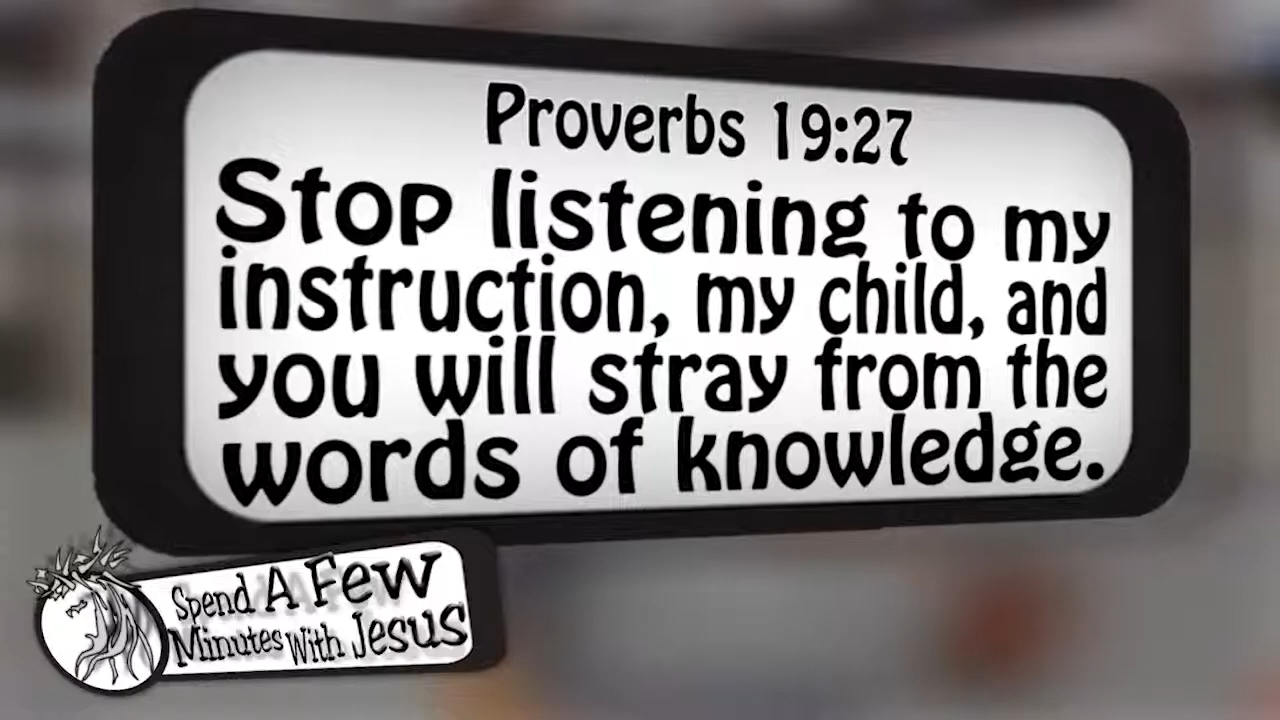 Proverbs 19:27
Stop listening to my
instruction, my child, and
you will stray from the
words of knowledge.
Spend A Few
Minutes With Jesus